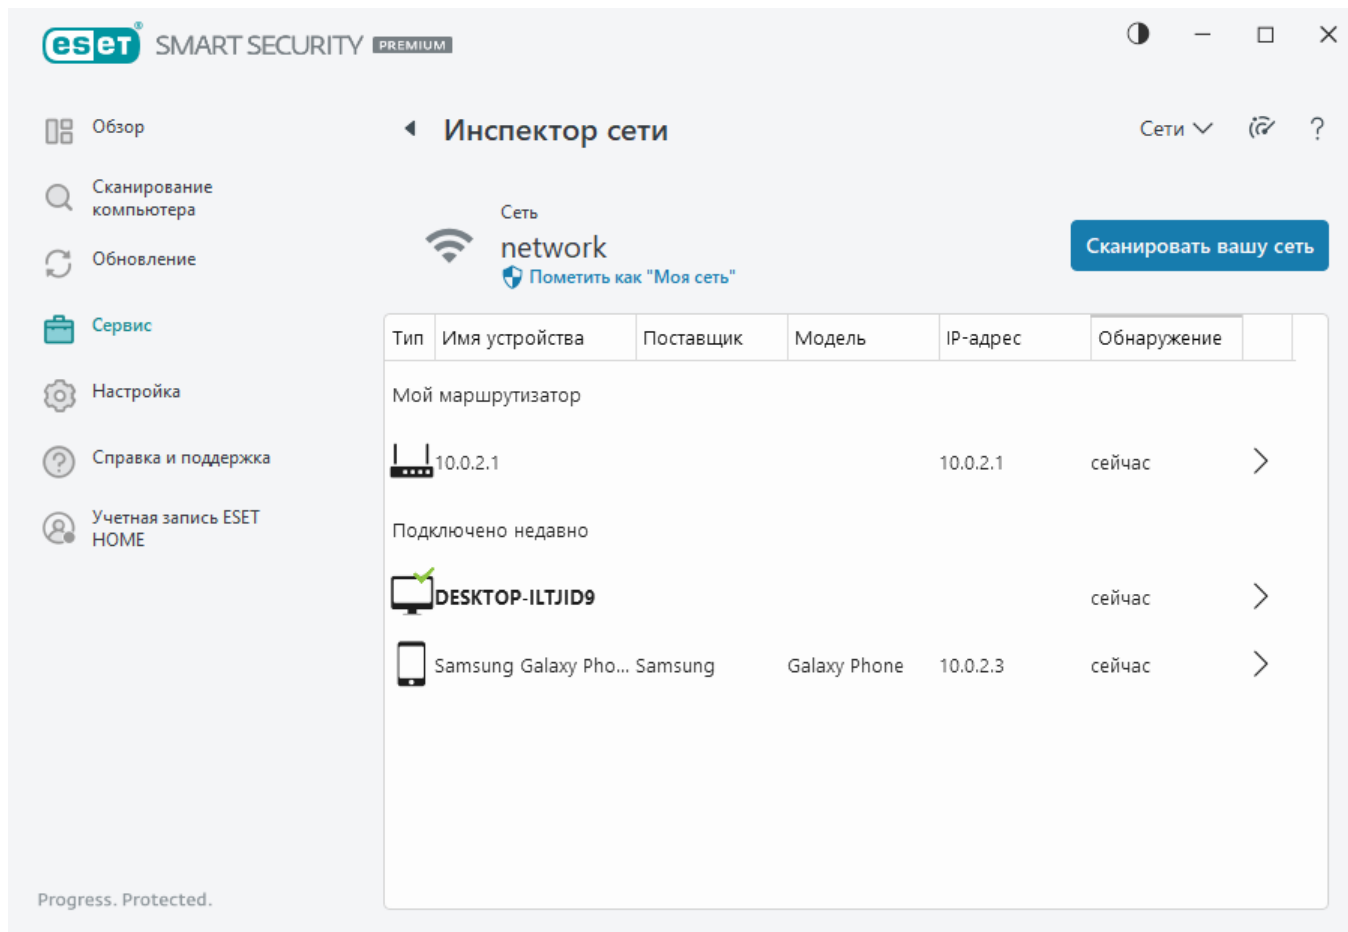 eset® SMART SECURITY PREMIUM
Обзор
Сканирование
компьютера
Обновление
Сервис
Настройка
Справка и поддержка
Учетная запись ESET
HOME
Progress. Protected.
Инспектор сети
Сети
?
Сеть
network
Пометить как "Моя сеть"
Сканировать вашу сеть
Тип Имя устройства Поставщик Модель IP-адрес Обнаружение
Мой маршрутизатор
10.0.2.1 10.0.2.1 сейчас
Подключено недавно
DESKTOP-ILTJID9 сейчас
Samsung Galaxy Pho... Samsung Galaxy Phone 10.0.2.3 сейчас